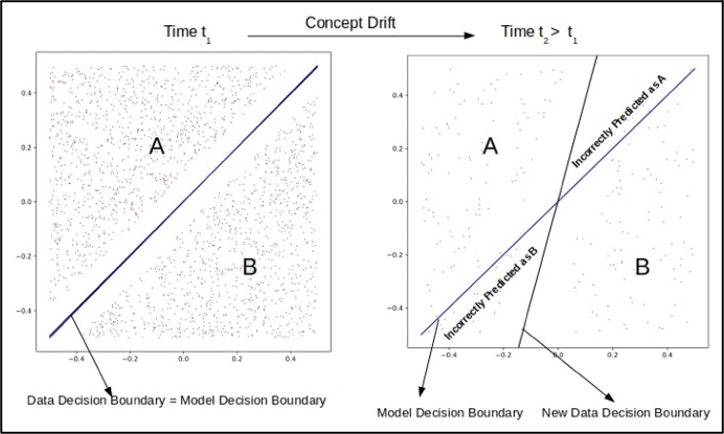 Concept Drift
Time t1
Time t2 > t1
0.4
0.2
0.0
−0.2
−0.4
A
B
−0.4
−0.2
0.0
0.2
0.4
Data Decision Boundary = Model Decision Boundary
0.4
0.2
0.0
−0.2
−0.4
A
Incorrectly Predicted as A
Incorrectly Predicted as B
B
−0.4
−0.2
0.0
0.2
0.4
Model Decision Boundary
New Data Decision Boundary